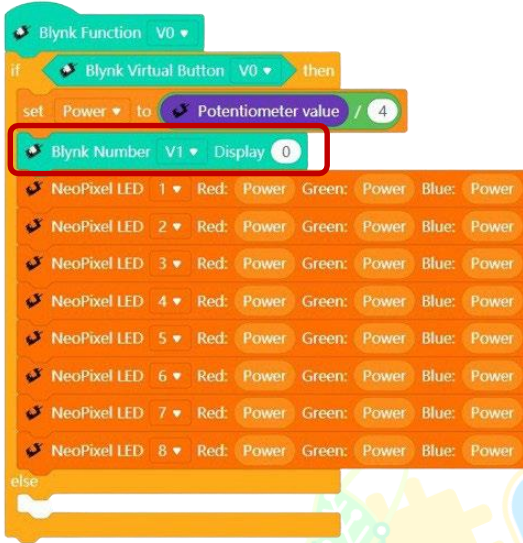 Blynk Function V0
if Blynk Virtual Button V0 then
set Power to Potentiometer value / 4
Blynk Number V1 Display 0
NeoPixel LED 1 Red: Power Green: Power Blue: Power
NeoPixel LED 2 Red: Power Green: Power Blue: Power
NeoPixel LED 3 Red: Power Green: Power Blue: Power
NeoPixel LED 4 Red: Power Green: Power Blue: Power
NeoPixel LED 5 Red: Power Green: Power Blue: Power
NeoPixel LED 6 Red: Power Green: Power Blue: Power
NeoPixel LED 7 Red: Power Green: Power Blue: Power
NeoPixel LED 8 Red: Power Green: Power Blue: Power
else